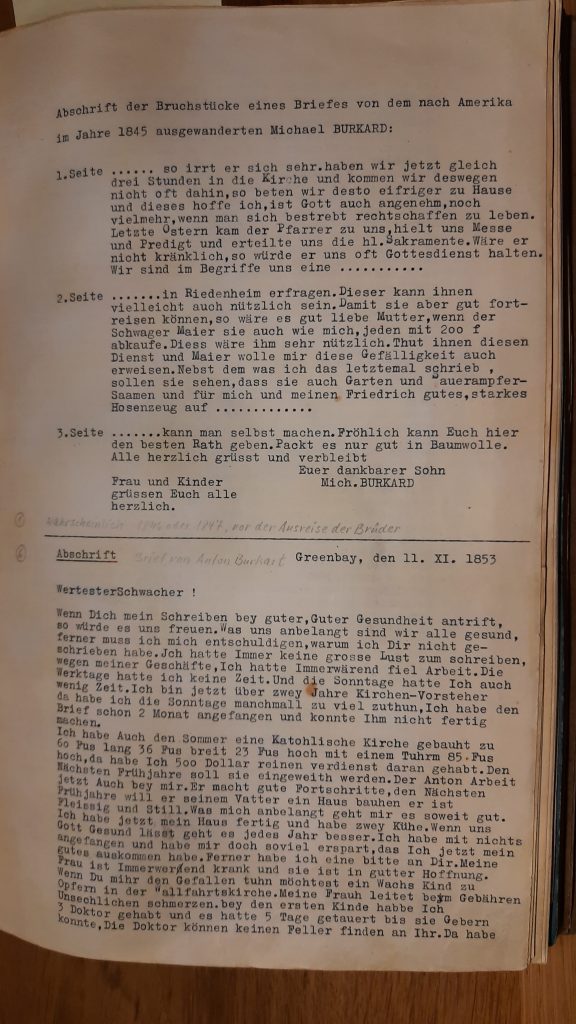 Abschrift der Bruchstücke eines Briefes von dem nach Amerika
im Jahre 1845 ausgewanderten Michael BURKARD:
1.Seite ...... so irrt er sich sehr.haben wir jetzt gleich
drei Stunden in die Kirche und kommen wir deswegen
nicht oft dahin,so beten wir desto eifriger zu Hause
und dieses hoffe ich,ist Gott auch angenehm,noch
vielmehr,wenn man sich bestrebt rechtschaffen zu leben.
Letzte Ostern kam der Pfarrer zu uns,hielt uns Messe
und Predigt und erteilte uns die hl.Sakramente.Wäre er
nicht kränklich,so würde er uns oft Gottesdienst halten.
Wir sind im Begriffe uns eine ...........
2.Seite .......in Riedenheim erfragen.Dieser kann ihnen
vielleicht auch nützlich sein.Damit sie aber gut fort-
reisen können,so wäre es gut liebe Mutter,wenn der
Schwager Maier sie auch wie mich,jeden mit 200 f
abkaufe.Diess wäre ihm sehr nützlich.Thut ihnen diesen
Dienst und Maier wolle mir diese Gefälligkeit auch
erweisen.Nebst dem was ich das letztemal schrieb ,
sollen sie sehen,dass sie auch Garten und Sauerampfer-
Saamen und für mich und meinen Friedrich gutes,starkes
Hosenzeug auf .............
3.Seite .......kann man selbst machen.Fröhlich kann Euch hier
den besten Rath geben.Packt es nur gut in Baumwolle.
Alle herzlich grüsst und verbleibt
Euer dankbarer Sohn
Frau und Kinder Mich.BURKARD
grüssen Euch alle
herzlich.
Wahrscheinlich 1846 oder 1847, vor der Ausreise der Brüder
Abschrift Brief von Anton Burkart Greenbay, den 11. XI. 1853
WertesterSchwacher !
Wenn Dich mein Schreiben bey guter,Guter Gesundheit antrift,
so würde es uns freuen.Was uns anbelangt sind wir alle gesund,
ferner muss ich mich entschuldigen,warum ich Dir nicht ge-
schrieben habe.Jch hatte Immer keine grosse Lust zum schreiben,
wegen meiner Geschäfte,Ich hatte Immerwärend fiel Arbeit.Die
Werktage hatte ich keine Zeit.Und die Sonntage hatte Ich auch
wenig Zeit.Ich bin jetzt über zwey Jahre Kirchen-Vorsteher
da habe ich die Sonntage manchmall zu viel zuthun,Ich habe den
Brief schon 2 Monat angefangen und konnte Ihm nicht fertig
machen.
Ich habe Auch den Sommer eine Katohlische Kirche gebauht zu
60 Fus lang 36 Fus breit 23 Fus hoch mit einem Tuhrm 85 Fus
hoch,da habe Ich 500 Dollar reinen verdienst daran gehabt.Den
Nächsten Frühjahre soll sie eingeweith werden.Der Anton Arbeit
jetzt Auch bey mir.Er macht gute Fortschritte,den Nächsten
Frühjahre will er seinem Vatter ein Haus bauhen er ist
Fleissig und Still.Was mich anbelangt geht mir es soweit gut.
Ich habe jetzt mein Haus fertig und habe zwey Kühe.Wenn uns
Gott Gesund lässt geht es jedes Jahr besser.Ich habe mit nichts
angefangen und habe mir doch soviel erspart,das Ich jetzt mein
gutes auskommen habe.Ferner habe ich eine bitte an Dir.Meine
Frau ist Immerwerend krank und sie ist in gutter Hoffnung.
Wenn Du mihr den Gefallen tuhn möchtest ein Wachs Kind zu
Opfern in der Wallfahrtskirche.Meine Frauh leitet beym Gebähren
Unsechlichen schmerzen.bey den ersten Kinde habbe Ich
3 Doktor gehabt und es hatte 5 Tage getauert bis sie Gebern
konnte,Die Doktor können keinen Feller finden an Ihr.Da habe